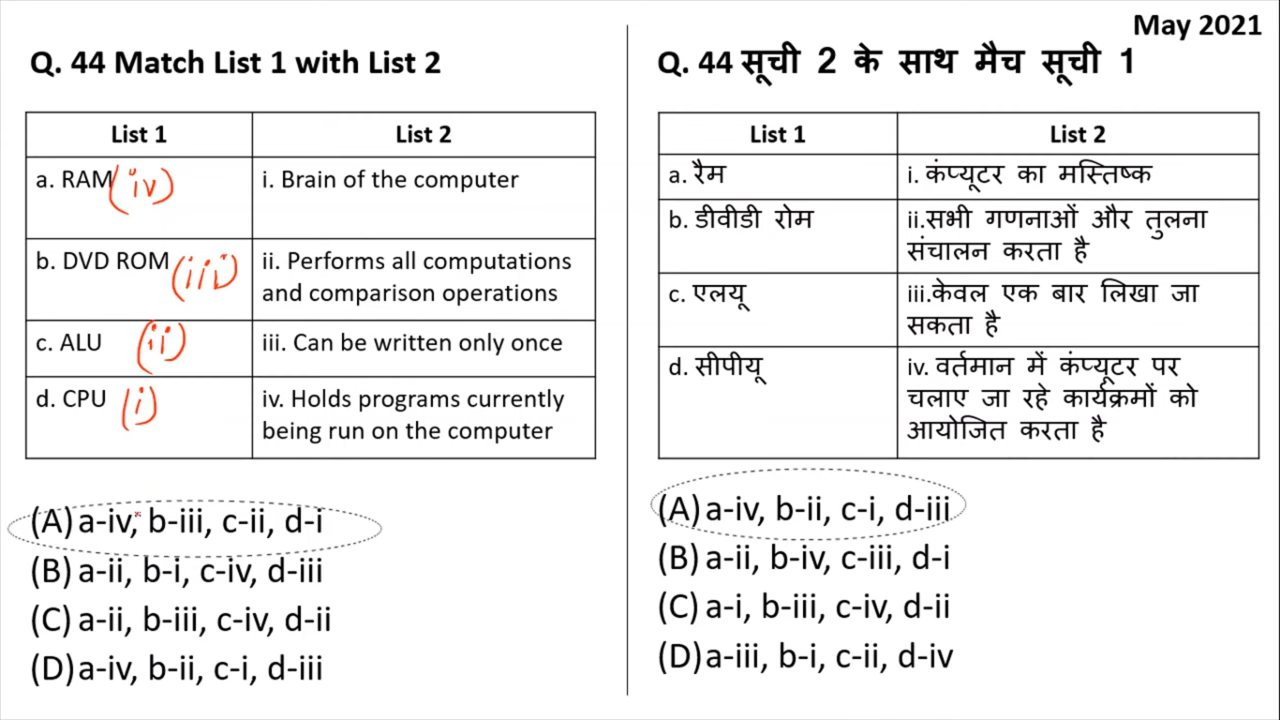 May 2021
Q. 44 Match List 1 with List 2
List 1 List 2
a. RAM (iv) i. Brain of the computer
b. DVD ROM (iii) ii. Performs all computations
and comparison operations
c. ALU (ii) iii. Can be written only once
d. CPU (i) iv. Holds programs currently
being run on the computer
(A) a-iv, b-iii, c-ii, d-i
(B) a-ii, b-i, c-iv, d-iii
(C) a-ii, b-iii, c-iv, d-ii
(D) a-iv, b-ii, c-i, d-iii
Q. 44 सूची 2 के साथ मैच सूची 1
List 1 List 2
a. रैम i. कंप्यूटर का मस्तिष्क
b. डीवीडी रोम ii.सभी गणनाओं और तुलना
संचालन करता है
c. एलयू iii.केवल एक बार लिखा जा
सकता है
d. सीपीयू iv. वर्तमान में कंप्यूटर पर
चलाए जा रहे कार्यक्रमों को
आयोजित करता है
(A) a-iv, b-ii, c-i, d-iii
(B) a-ii, b-iv, c-iii, d-i
(C) a-i, b-iii, c-iv, d-ii
(D) a-iii, b-i, c-ii, d-iv